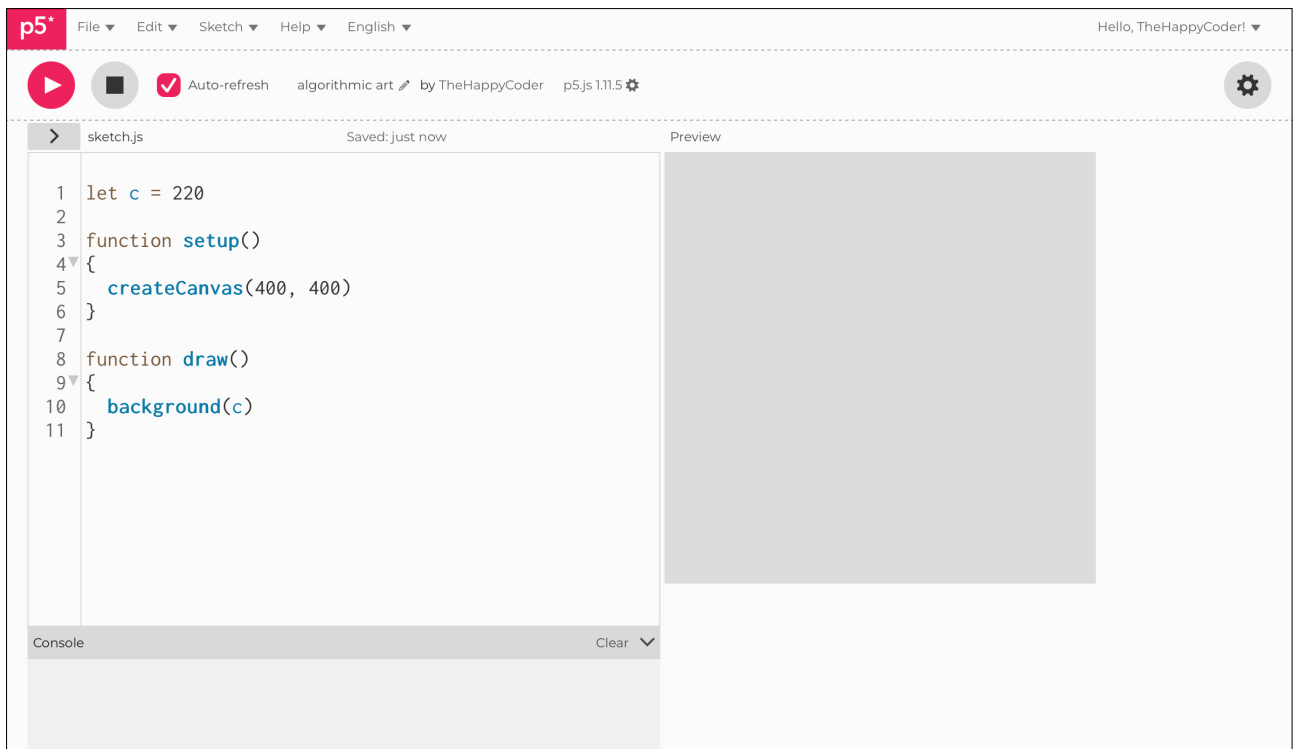 p5* File Edit Sketch Help English Hello, TheHappyCoder!
Auto-refresh algorithmic art by TheHappyCoder p5.js 1.11.5
sketch.js Saved: just now Preview
1 let c = 220
2
3 function setup()
4 {
5   createCanvas(400, 400)
6 }
7
8 function draw()
9 {
10   background(c)
11 }
Console Clear